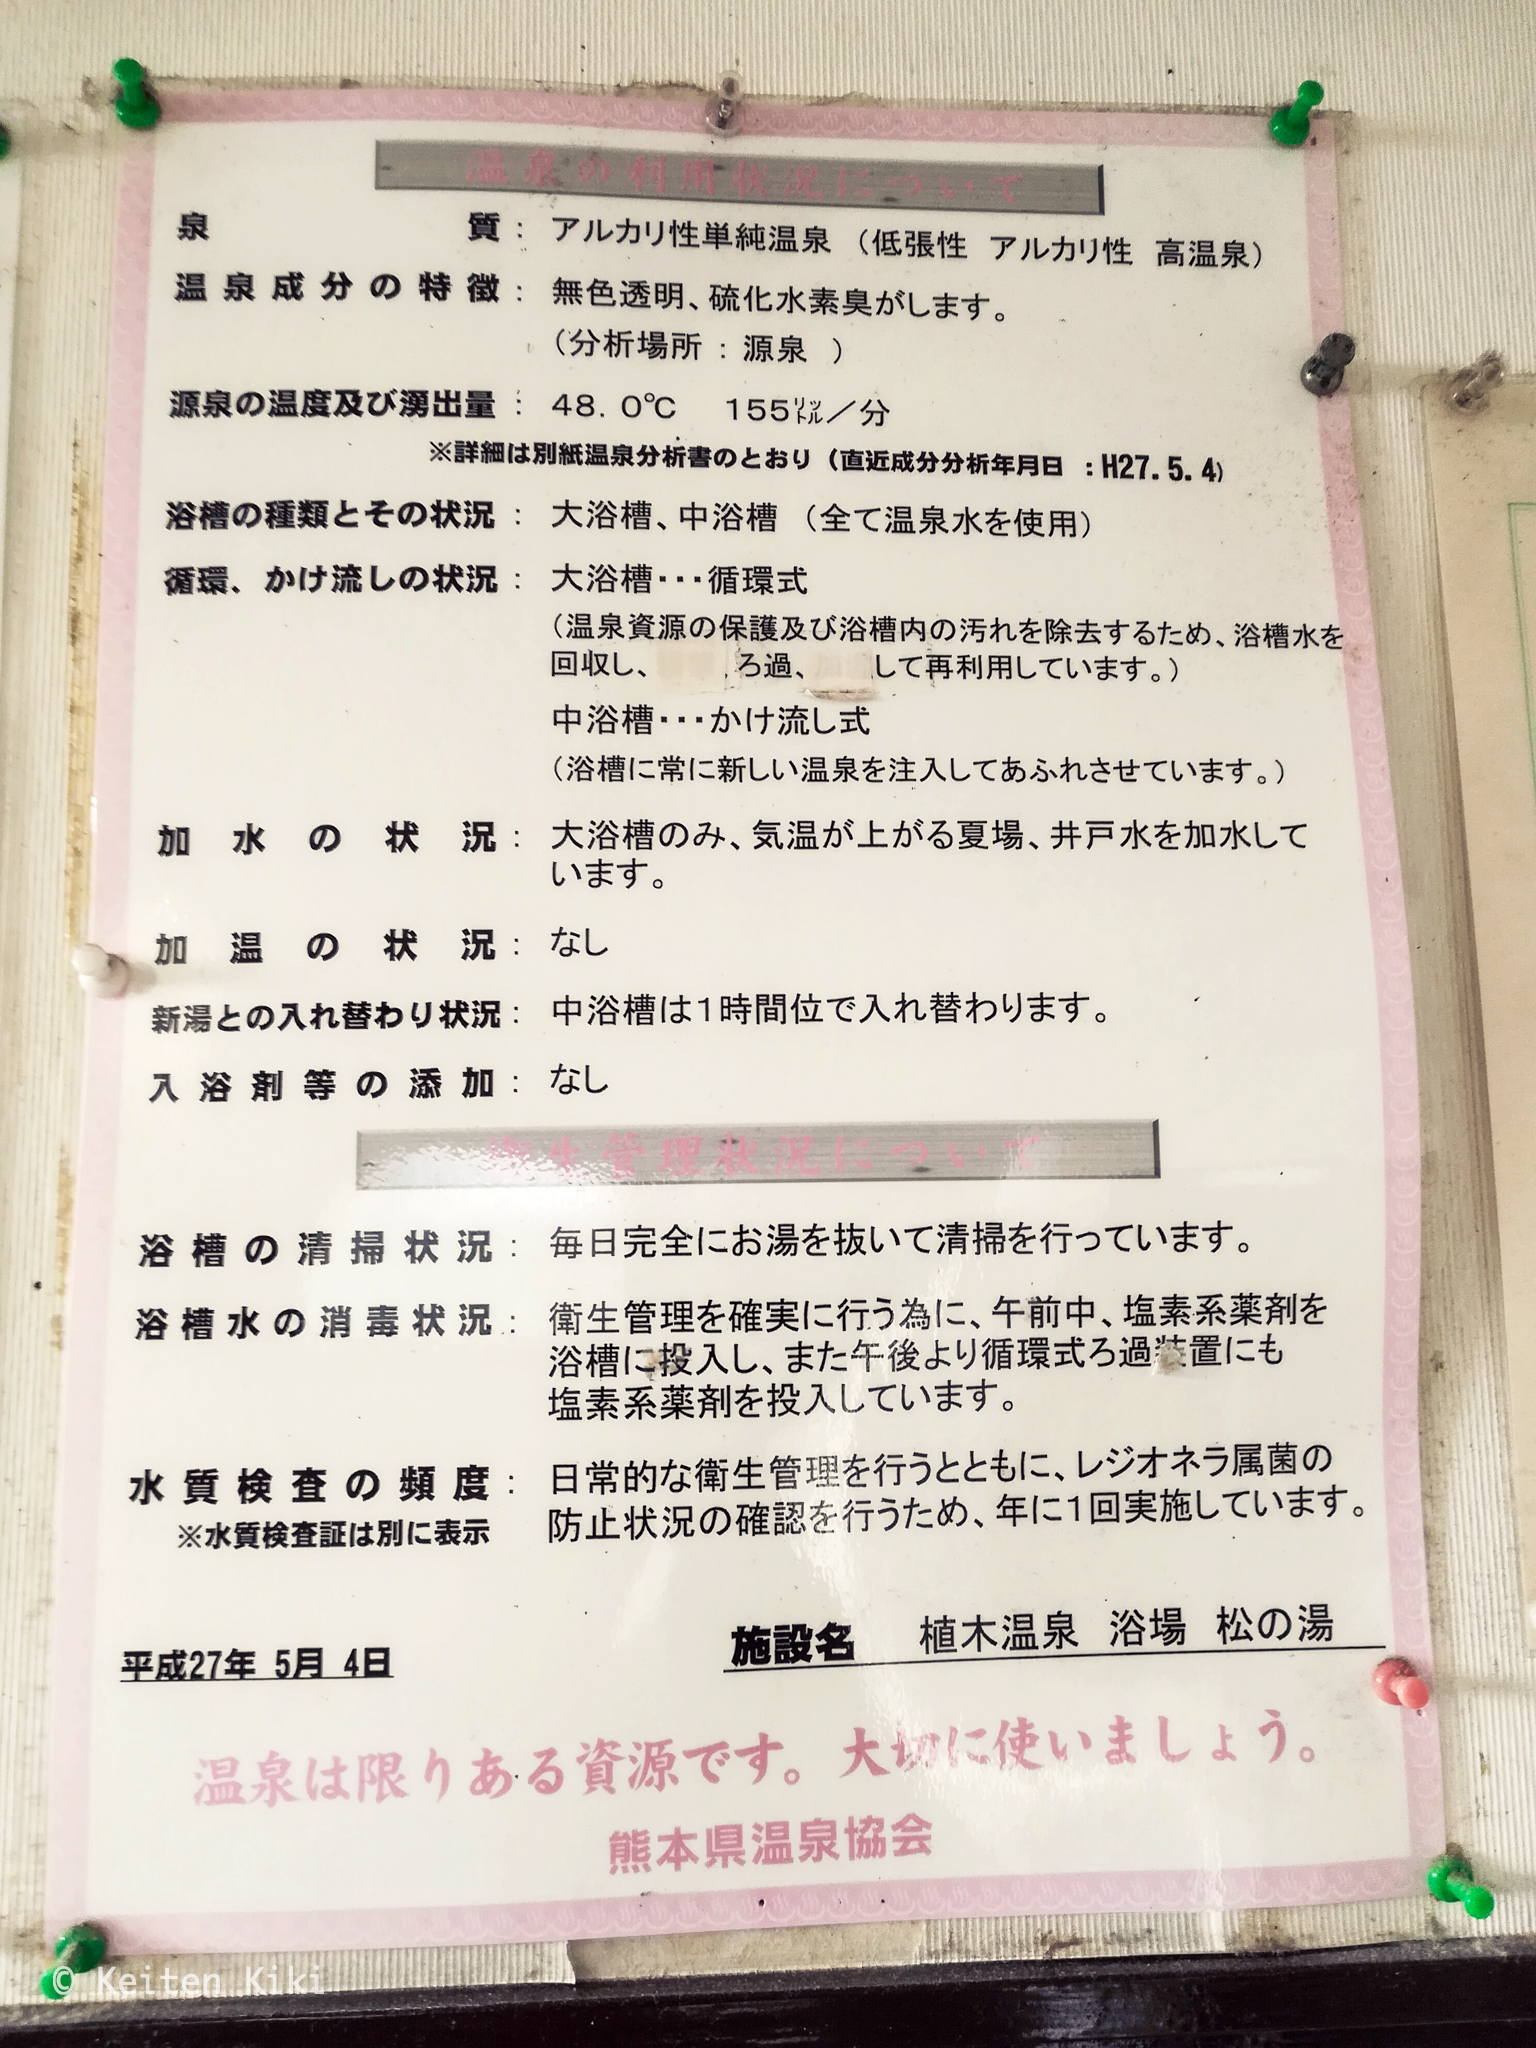 温泉の利用状況について
泉質： アルカリ性単純温泉 （低張性 アルカリ性 高温泉）
温泉成分の特徴： 無色透明、硫化水素臭がします。
（分析場所：源泉 ）
源泉の温度及び湧出量： 48.0℃ 155㍑／分
※詳細は別紙温泉分析書のとおり（直近成分分析年月日 ：H27.5.4）
浴槽の種類とその状況： 大浴槽、中浴槽 （全て温泉水を使用）
循環、かけ流しの状況： 大浴槽･･･循環式
（温泉資源の保護及び浴槽内の汚れを除去するため、浴槽水を
回収し、 ろ過、 して再利用しています。）
中浴槽･･･かけ流し式
（浴槽に常に新しい温泉を注入してあふれさせています。）
加水の状況： 大浴槽のみ、気温が上がる夏場、井戸水を加水して
います。
加温の状況： なし
新湯との入れ替わり状況： 中浴槽は1時間位で入れ替わります。
入浴剤等の添加： なし
衛生管理状況について
浴槽の清掃状況： 毎日完全にお湯を抜いて清掃を行っています。
浴槽水の消毒状況： 衛生管理を確実に行う為に、午前中、塩素系薬剤を
浴槽に投入し、また午後より循環式ろ過装置にも
塩素系薬剤を投入しています。
水質検査の頻度： 日常的な衛生管理を行うとともに、レジオネラ属菌の
※水質検査証は別に表示 防止状況の確認を行うため、年に1回実施しています。
施設名 植木温泉 浴場 松の湯
平成27年 5月 4日
温泉は限りある資源です。大切に使いましょう。
熊本県温泉協会
© Keiten Kiki